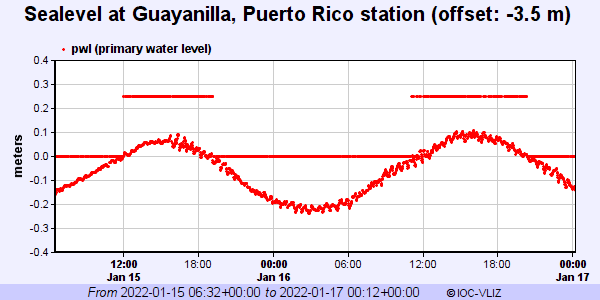 Sealevel at Guayanilla, Puerto Rico station (offset: -3.5 m)
pwl (primary water level)
0.4
0.3
0.2
0.1
0.0
-0.1
-0.2
-0.3
-0.4
meters
12:00 18:00 00:00 06:00 12:00 18:00 00:00
Jan 15 Jan 16 Jan 17
From 2022-01-15 06:32+00:00 to 2022-01-17 00:12+00:00 © IOC-VLIZ